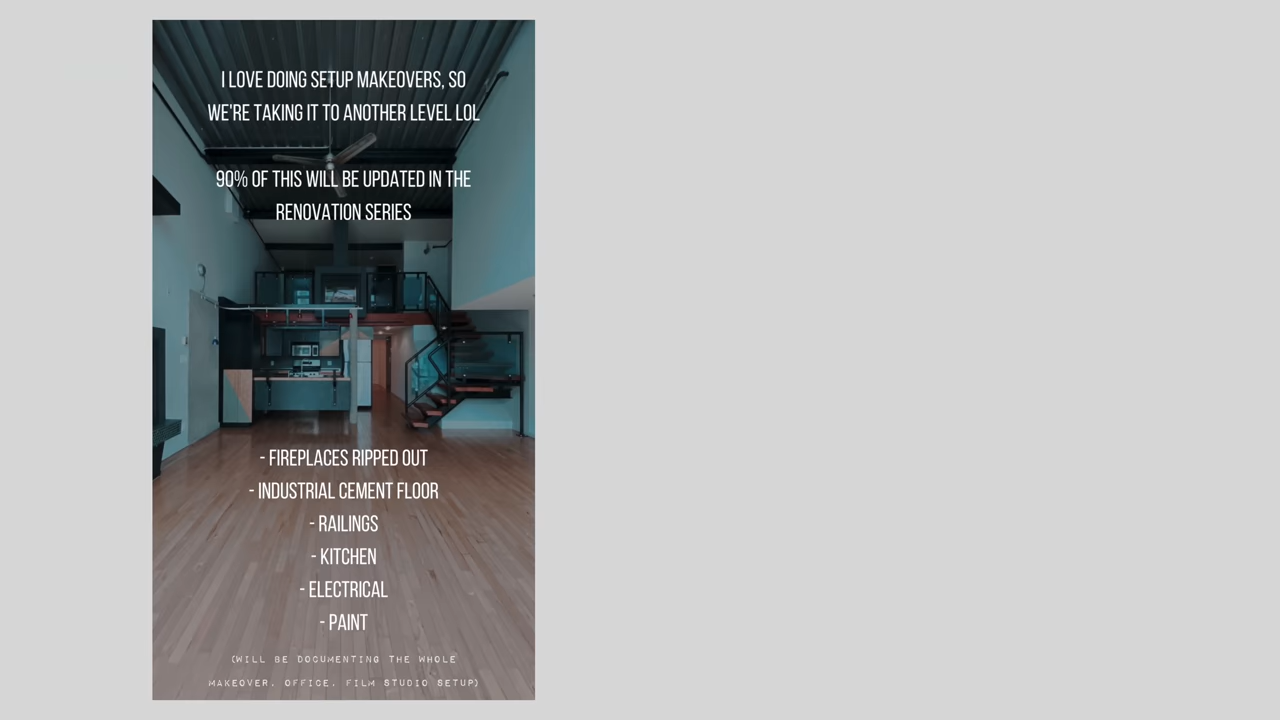 I LOVE DOING SETUP MAKEOVERS, SO
WE'RE TAKING IT TO ANOTHER LEVEL LOL
90% OF THIS WILL BE UPDATED IN THE
RENOVATION SERIES
- FIREPLACES RIPPED OUT
- INDUSTRIAL CEMENT FLOOR
- RAILINGS
- KITCHEN
- ELECTRICAL
- PAINT
(WILL BE DOCUMENTING THE WHOLE
MAKEOVER. OFFICE. FILM STUDIO SETUP)